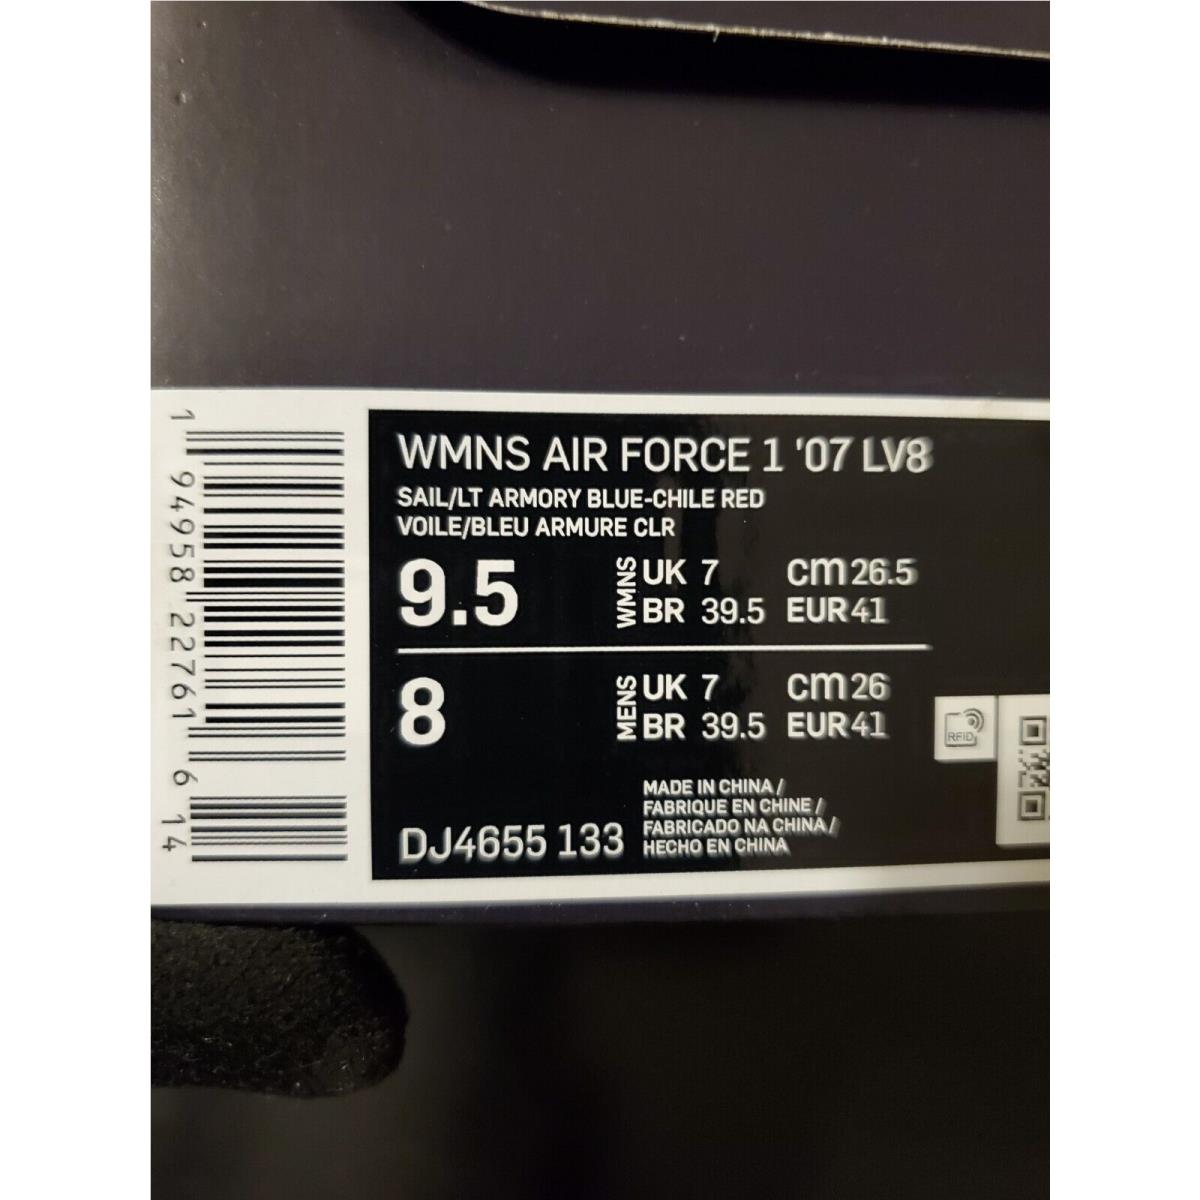 WMNS AIR FORCE 1 '07 LV8
SAIL/LT ARMORY BLUE-CHILE RED
VOILE/BLEU ARMURE CLR
9.5 WMNS UK 7 cm 26.5
BR 39.5 EUR 41
8 MENS UK 7 cm 26
BR 39.5 EUR 41
MADE IN CHINA /
FABRIQUE EN CHINE /
FABRICADO NA CHINA /
HECHO EN CHINA
DJ4655 133
RFID
1 94958 22761 6 14